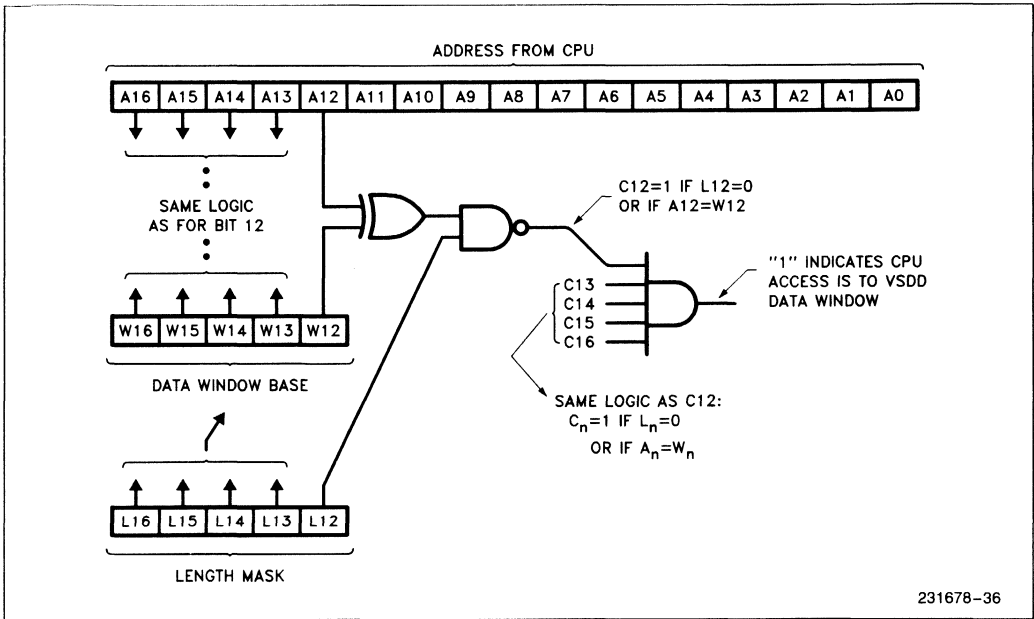 ADDRESS FROM CPU
A16 A15 A14 A13 A12 A11 A10 A9 A8 A7 A6 A5 A4 A3 A2 A1 A0
SAME LOGIC
AS FOR BIT 12
C12=1 IF L12=0
OR IF A12=W12
"1" INDICATES CPU
ACCESS IS TO VSDD
DATA WINDOW
C13
C14
C15
C16
W16 W15 W14 W13 W12
DATA WINDOW BASE
SAME LOGIC AS C12:
Cn=1 IF Ln=0
OR IF An=Wn
L16 L15 L14 L13 L12
LENGTH MASK
231678-36